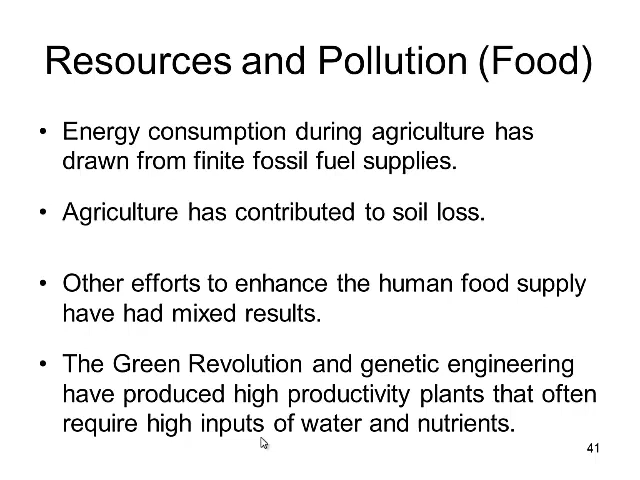 Resources and Pollution (Food)
• Energy consumption during agriculture has
drawn from finite fossil fuel supplies.
• Agriculture has contributed to soil loss.
• Other efforts to enhance the human food supply
have had mixed results.
• The Green Revolution and genetic engineering
have produced high productivity plants that often
require high inputs of water and nutrients.
41